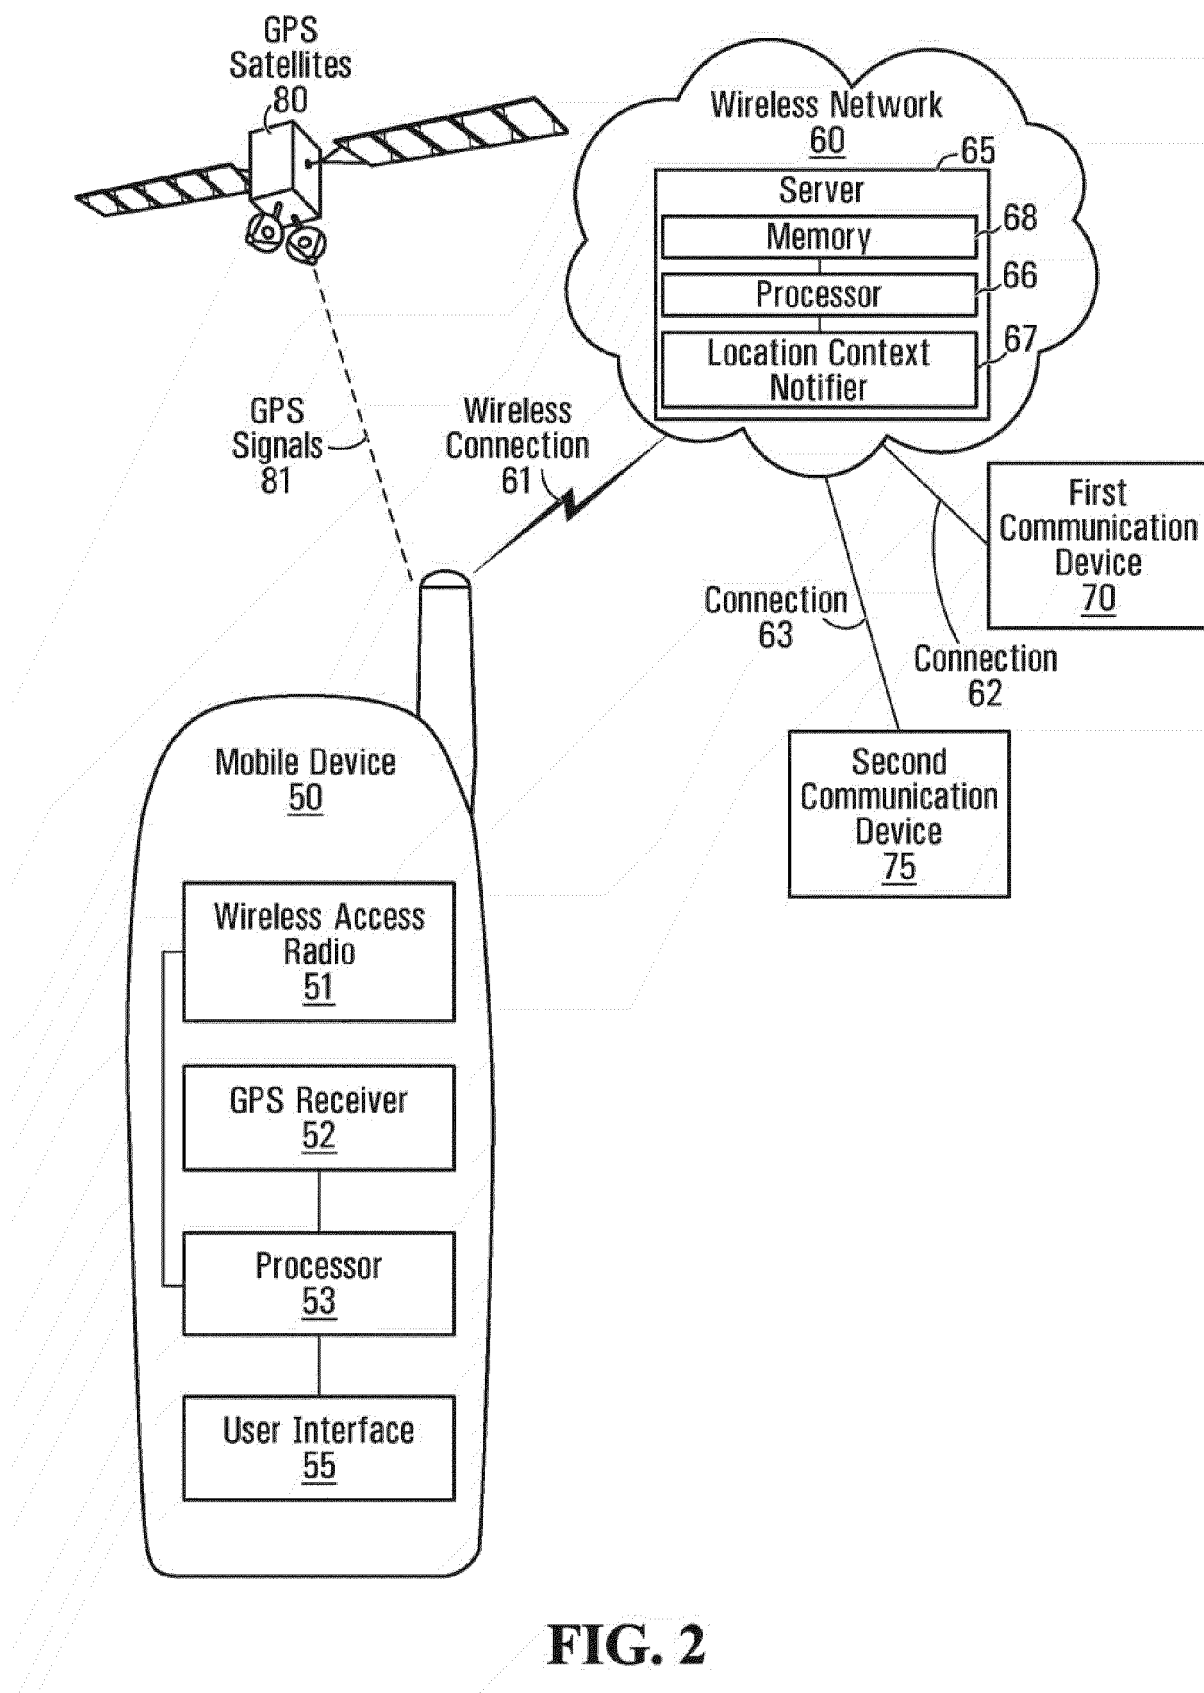 GPS
Satellites
80
Wireless Network
60
65
Server
Memory
68
Processor
66
Location Context
Notifier
67
GPS
Signals
81
Wireless
Connection
61
First
Communication
Device
70
Connection
63
Connection
62
Second
Communication
Device
75
Mobile Device
50
Wireless Access
Radio
51
GPS Receiver
52
Processor
53
User Interface
55
FIG. 2